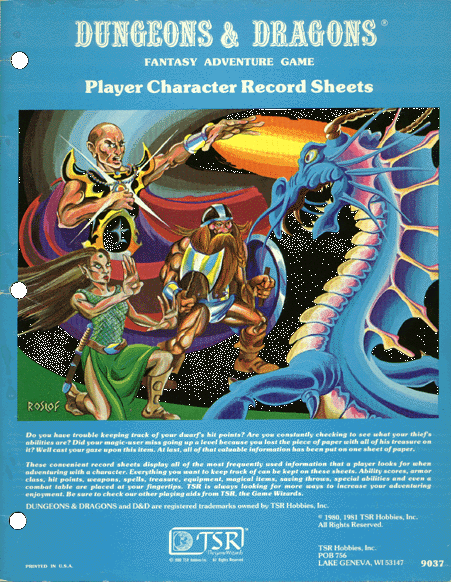 DUNGEONS & DRAGONS®
FANTASY ADVENTURE GAME
Player Character Record Sheets
ROSLOF
Do you have trouble keeping track of your dwarf's hit points? Are you constantly checking to see what your thief's
abilities are? Did your magic-user miss going up a level because you lost the piece of paper with all of his treasure on
it? Well cast your gaze upon this item. At last, all of that valuable information has been put on one sheet of paper.
These convenient record sheets display all of the most frequently used information that a player looks for when
adventuring with a character. Everything you want to keep track of can be kept on these sheets. Ability scores, armor
class, hit points, weapons, spells, treasure, equipment, magical items, saving throws, special abilities and even a
combat table are placed at your fingertips. TSR is always looking for more ways to increase your adventuring
enjoyment. Be sure to check our other playing aids from TSR, the Game Wizards.
DUNGEONS & DRAGONS and D&D are registered trademarks owned by TSR Hobbies, Inc.
© 1980, 1981 TSR Hobbies, Inc.
All Rights Reserved.
TSR
The Game Wizards
© 1980 TSR Hobbies, Inc. All Rights Reserved
TSR Hobbies, Inc.
POB 756
LAKE GENEVA, WI 53147
PRINTED IN U.S.A.
9037